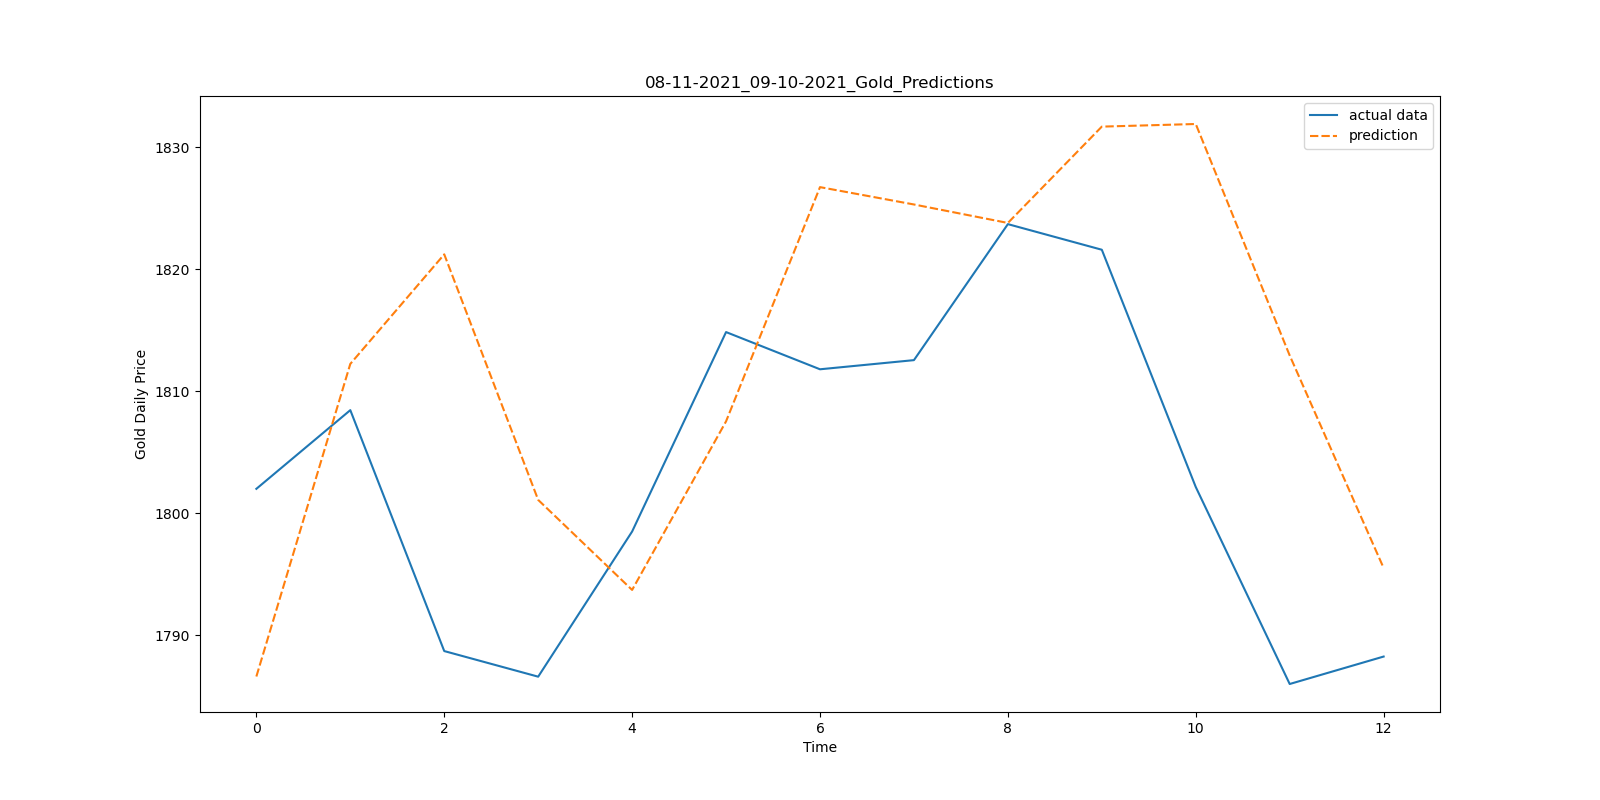 08-11-2021_09-10-2021_Gold_Predictions
actual data
prediction
Gold Daily Price
1830
1820
1810
1800
1790
0 2 4 6 8 10 12
Time